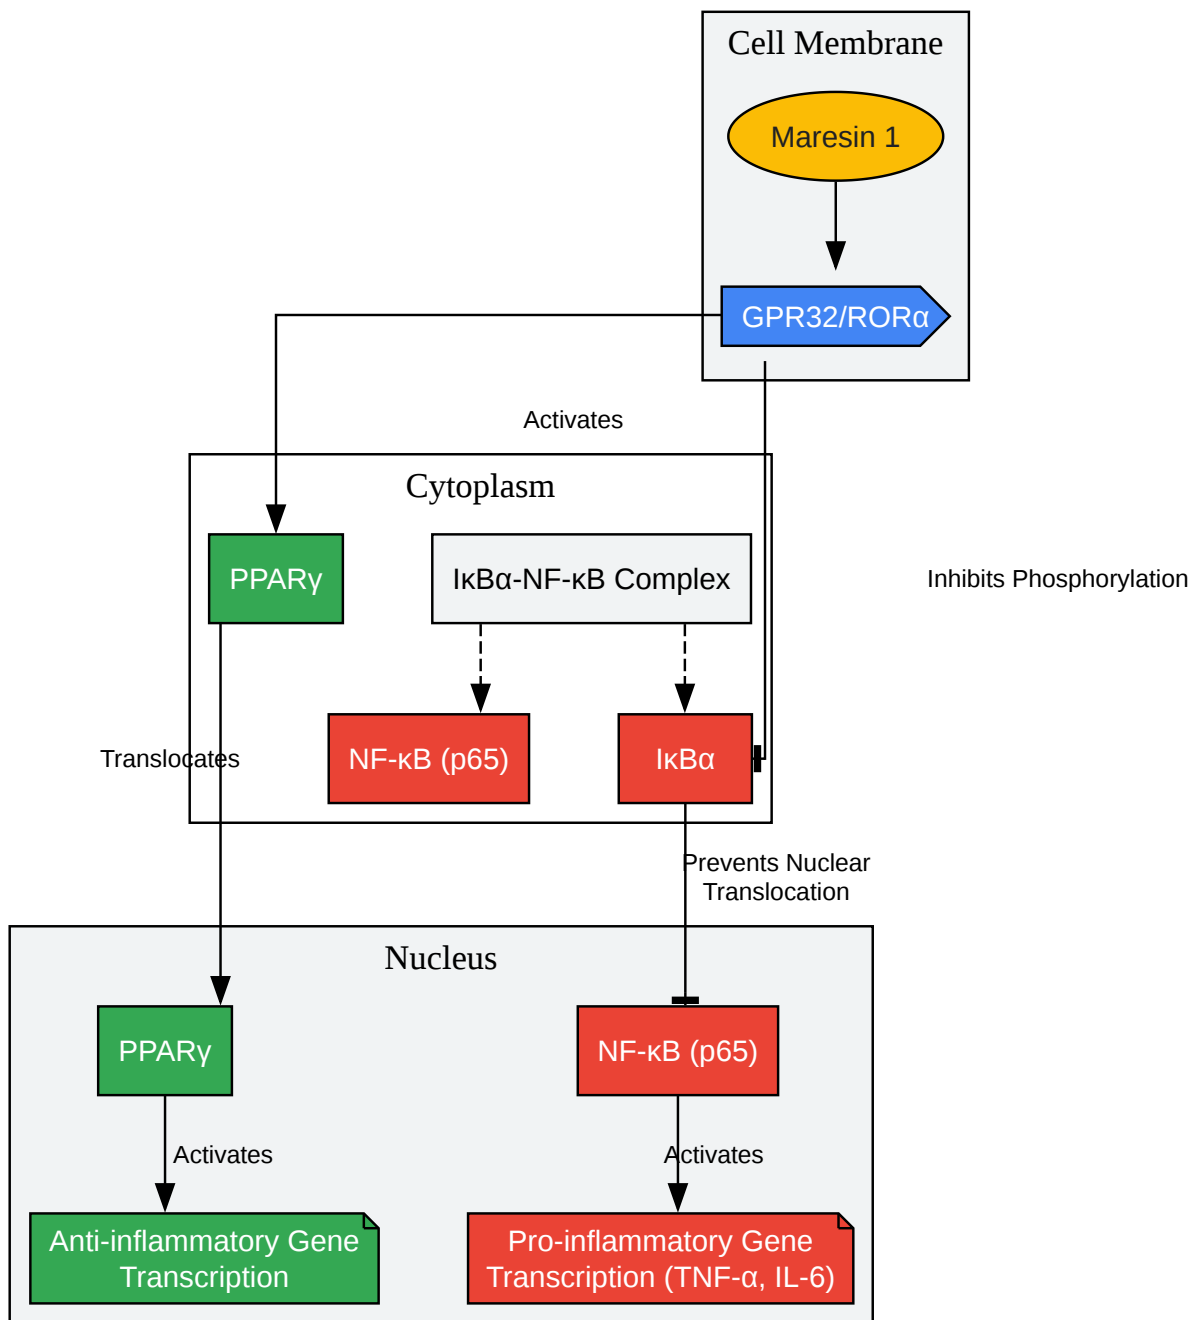 Cell Membrane
Maresin 1
GPR32/RORα
Activates
Cytoplasm
PPARγ
IκBα-NF-κB Complex
Inhibits Phosphorylation
Translocates
NF-κB (p65)
IκBα
Prevents Nuclear
Translocation
Nucleus
PPARγ
NF-κB (p65)
Activates
Activates
Anti-inflammatory Gene
Transcription
Pro-inflammatory Gene
Transcription (TNF-α, IL-6)